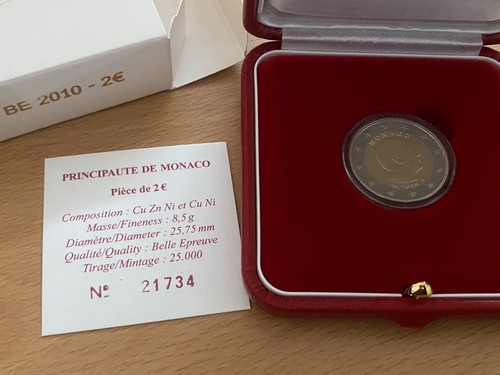 BE 2010 - 2€
PRINCIPAUTE DE MONACO
Pièce de 2 €
Composition : Cu Zn Ni et Cu Ni
Masse/Fineness : 8,5 g
Diamètre/Diameter : 25,75 mm
Qualité/Quality : Belle Epreuve
Tirage/Mintage : 25.000
Nº 21734
MONACO